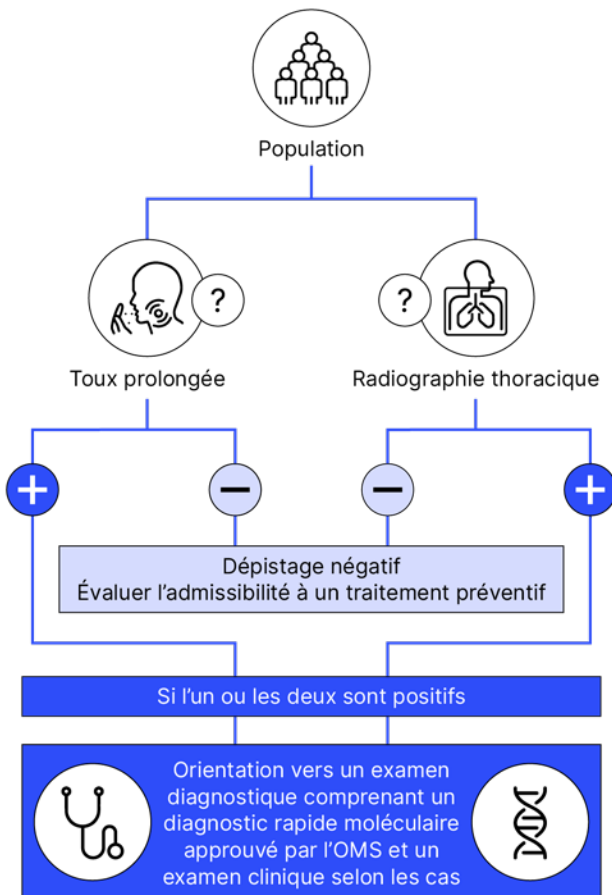 Population
?
?
Toux prolongée
Radiographie thoracique
+
−
−
+
Dépistage négatif
Évaluer l’admissibilité à un traitement préventif
Si l’un ou les deux sont positifs
Orientation vers un examen
diagnostique comprenant un
diagnostic rapide moléculaire
approuvé par l’OMS et un
examen clinique selon les cas